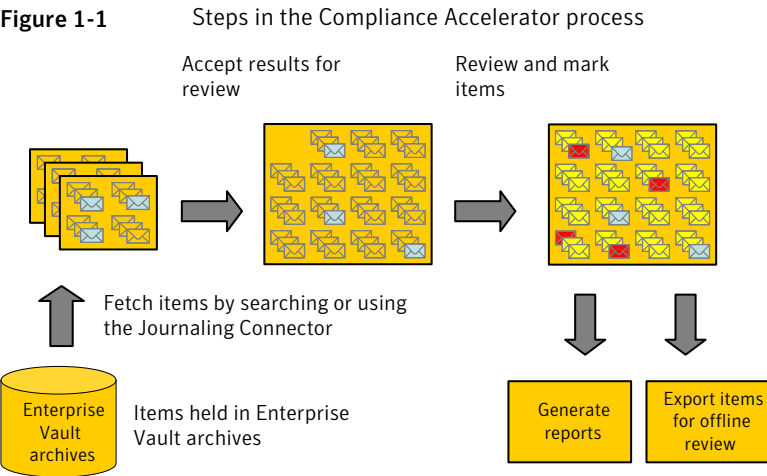 Figure 1-1 Steps in the Compliance Accelerator process
Accept results for
review
Review and mark
items
Fetch items by searching or using
the Journaling Connector
Enterprise
Vault
archives
Items held in Enterprise
Vault archives
Generate
reports
Export items
for offline
review